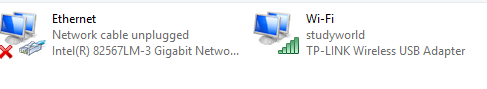 Ethernet
Network cable unplugged
Intel(R) 82567LM-3 Gigabit Netwo...
Wi-Fi
studyworld
TP-LINK Wireless USB Adapter